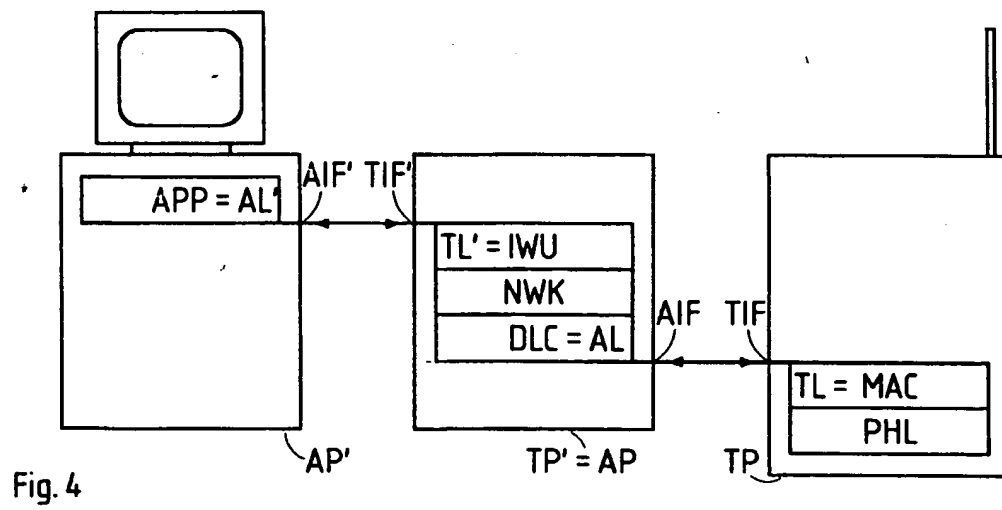 APP = AL'
AIF' TIF'
TL' = IWU
NWK
DLC = AL
AIF TIF
TL = MAC
PHL
AP'
TP' = AP
TP
Fig. 4